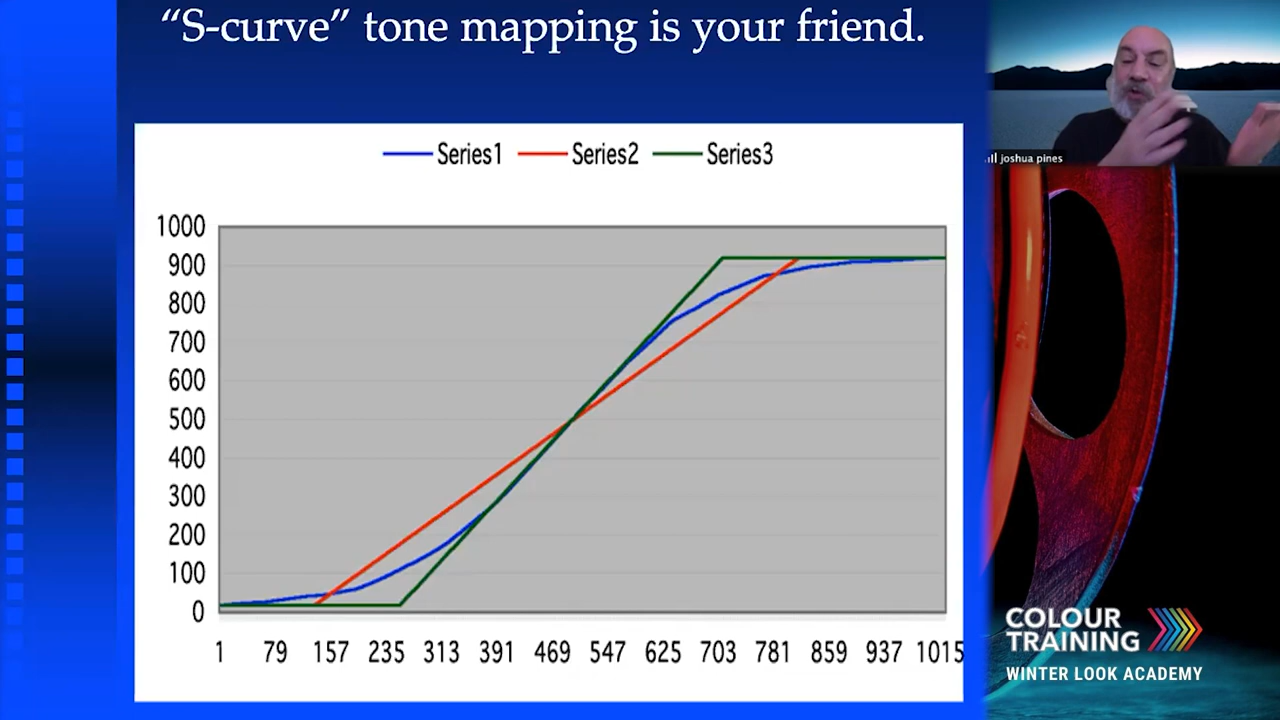 “S-curve” tone mapping is your friend.
Series1 Series2 Series3
1000
900
800
700
600
500
400
300
200
100
0
1 79 157 235 313 391 469 547 625 703 781 859 937 1015
joshua pines
COLOUR
TRAINING
WINTER LOOK ACADEMY